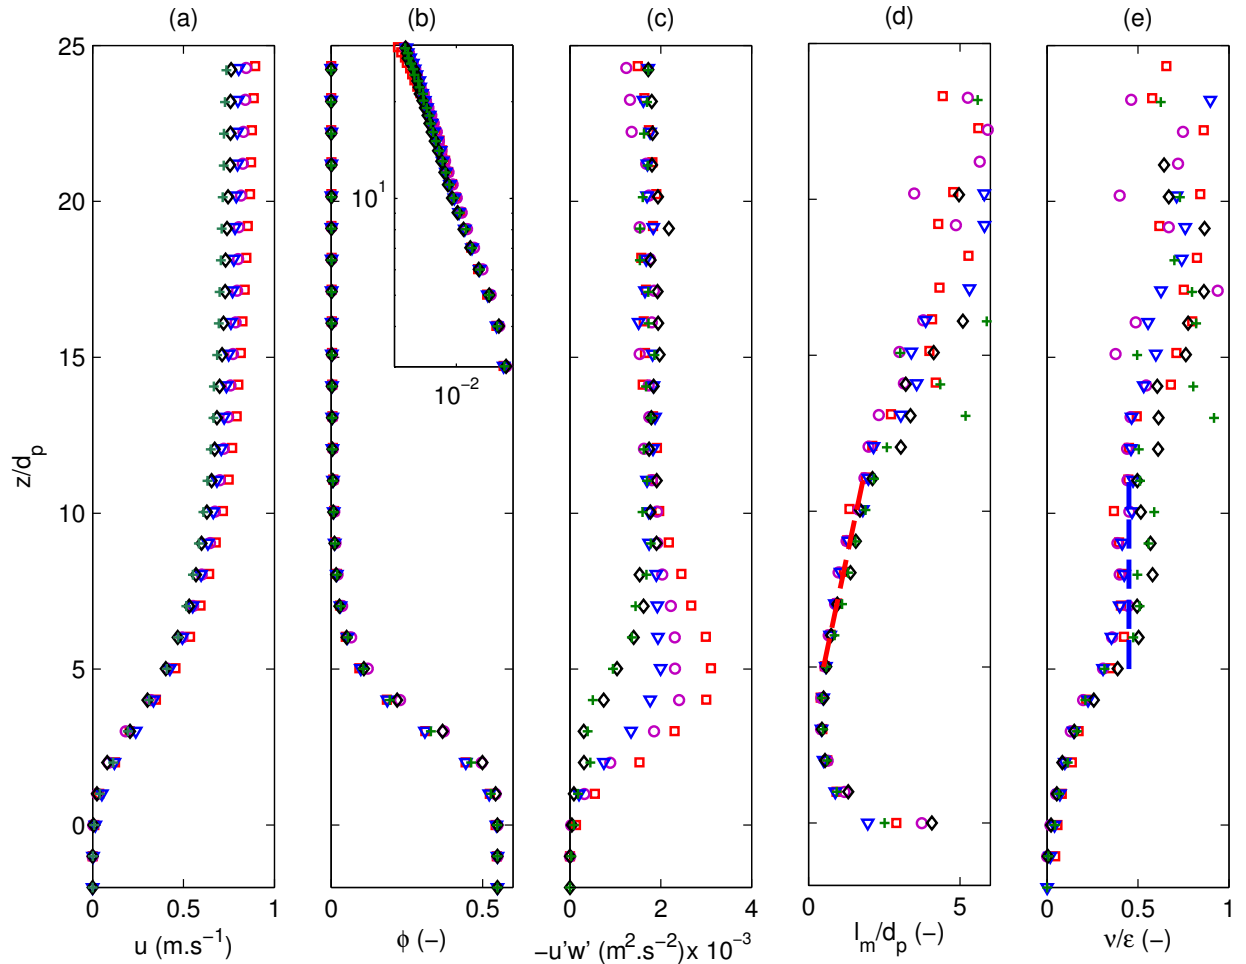 (a) (b) (c) (d) (e)
25
20
15
10
5
0
z/d_p
10^1
10^−2
0 0.5 1
0 0.5
0 2 4
0 5
0 0.5 1
u (m.s^−1)
ϕ (−)
−u'w' (m^2.s^−2)x 10^−3
l_m/d_p (−)
ν/ε (−)